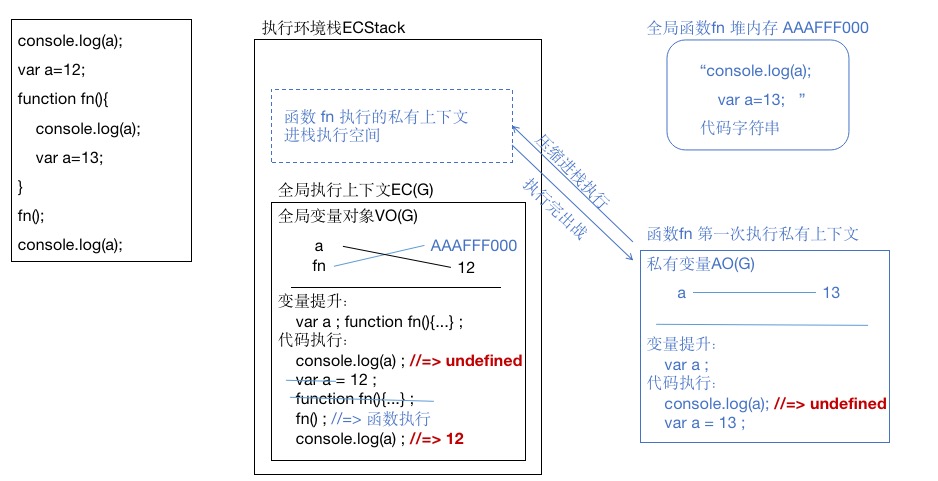 console.log(a);
var a=12;
function fn(){
console.log(a);
var a=13;
}
fn();
console.log(a);
执行环境栈ECStack
函数 fn 执行的私有上下文
进栈执行空间
全局执行上下文EC(G)
全局变量对象VO(G)
a
AAAFFF000
fn
12
变量提升:
var a ; function fn(){...} ;
代码执行:
console.log(a) ; //=> undefined
var a = 12 ;
function fn(){...} ;
fn() ; //=> 函数执行
console.log(a) ; //=> 12
压缩进栈执行
执行完出战
全局函数fn 堆内存 AAAFFF000
“console.log(a);
var a=13; ”
代码字符串
函数fn 第一次执行私有上下文
私有变量AO(G)
a 13
变量提升:
var a ;
代码执行:
console.log(a); //=> undefined
var a = 13 ;